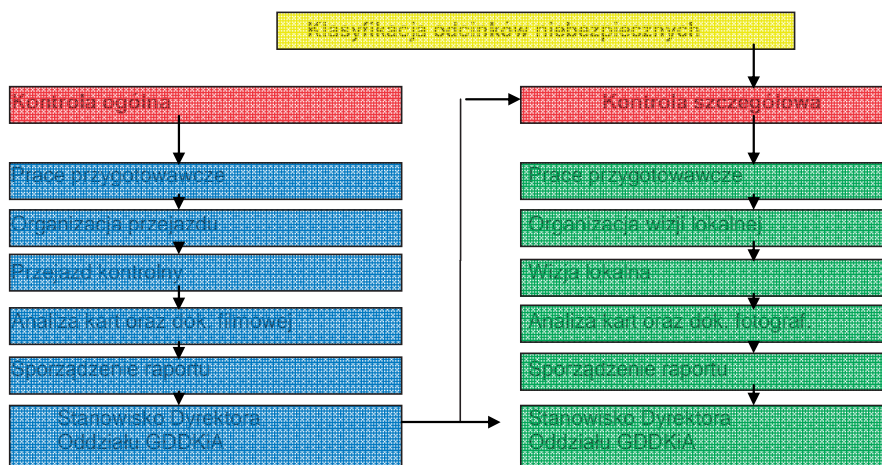 Klasyfikacja odcinków niebezpiecznych
Kontrola ogólna
Prace przygotowawcze
Organizacja przejazdu
Przejazd kontrolny
Analiza kart oraz dok. filmowej
Sporządzenie raportu
Stanowisko Dyrektora
Oddziału GDDKiA
Kontrola szczegółowa
Prace przygotowawcze
Organizacja wizji lokalnej
Wizja lokalna
Analiza kart oraz dok. fotograf.
Sporządzenie raportu
Stanowisko Dyrektora
Oddziału GDDKiA